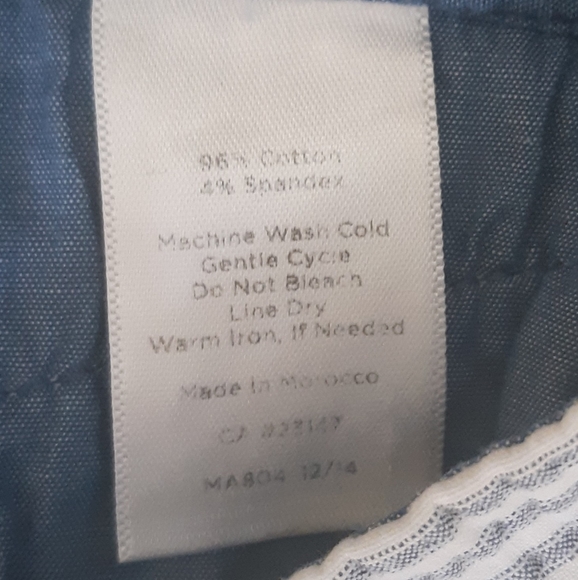 96% Cotton
4% Spandex
Machine Wash Cold
Gentle Cycle
Do Not Bleach
Line Dry
Warm Iron, If Needed
Made in Morocco
CA
MA804 12/14